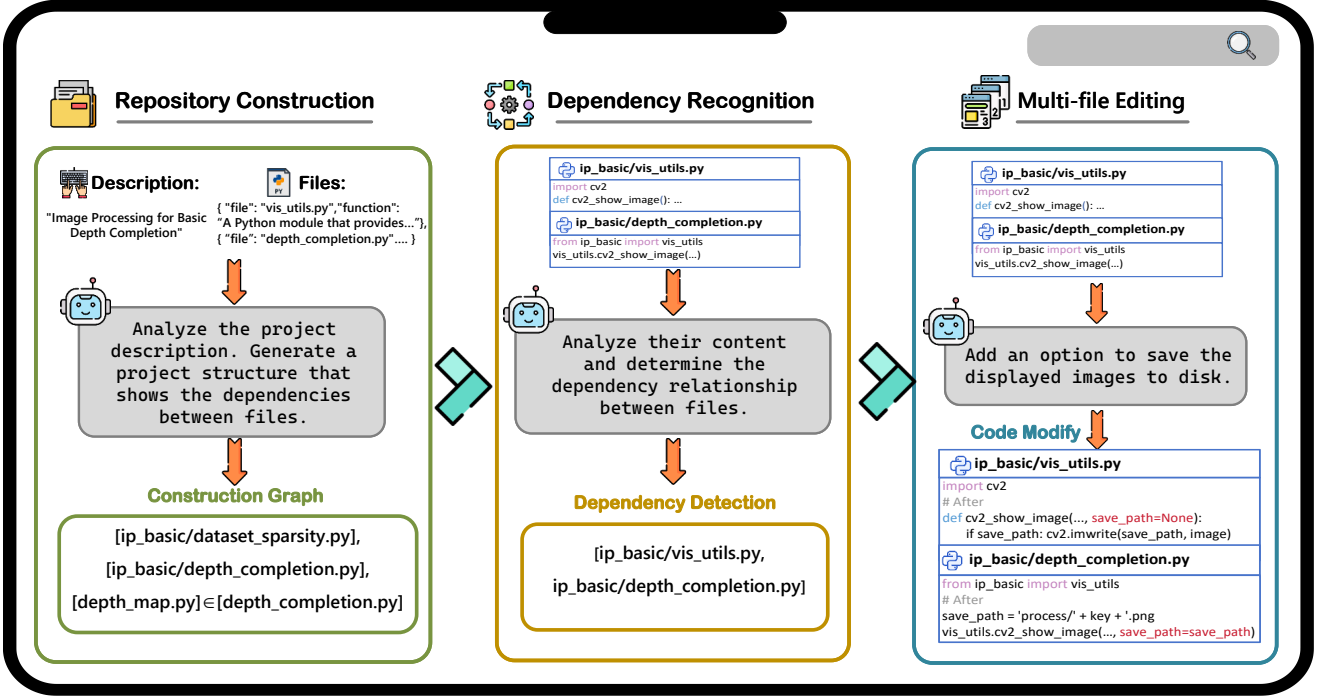 Repository Construction
Description:
"Image Processing for Basic
Depth Completion"
PY
Files:
{ "file": "vis_utils.py","function":
“A Python module that provides...”},
{ “file”: "depth_completion.py".... }
Analyze the project
description. Generate a
project structure that
shows the dependencies
between files.
Construction Graph
[ip_basic/dataset_sparsity.py],
[ip_basic/depth_completion.py],
[depth_map.py]∈[depth_completion.py]
Dependency Recognition
ip_basic/vis_utils.py
import cv2
def cv2_show_image(): ...
ip_basic/depth_completion.py
from ip_basic import vis_utils
vis_utils.cv2_show_image(...)
Analyze their content
and determine the
dependency relationship
between files.
Dependency Detection
[ip_basic/vis_utils.py,
ip_basic/depth_completion.py]
1
2
3
Multi-file Editing
ip_basic/vis_utils.py
import cv2
def cv2_show_image(): ...
ip_basic/depth_completion.py
from ip_basic import vis_utils
vis_utils.cv2_show_image(...)
Add an option to save the
displayed images to disk.
Code Modify
ip_basic/vis_utils.py
import cv2
# After
def cv2_show_image(..., save_path=None):
if save_path: cv2.imwrite(save_path, image)
ip_basic/depth_completion.py
from ip_basic import vis_utils
# After
save_path = 'process/' + key + '.png
vis_utils.cv2_show_image(..., save_path=save_path)